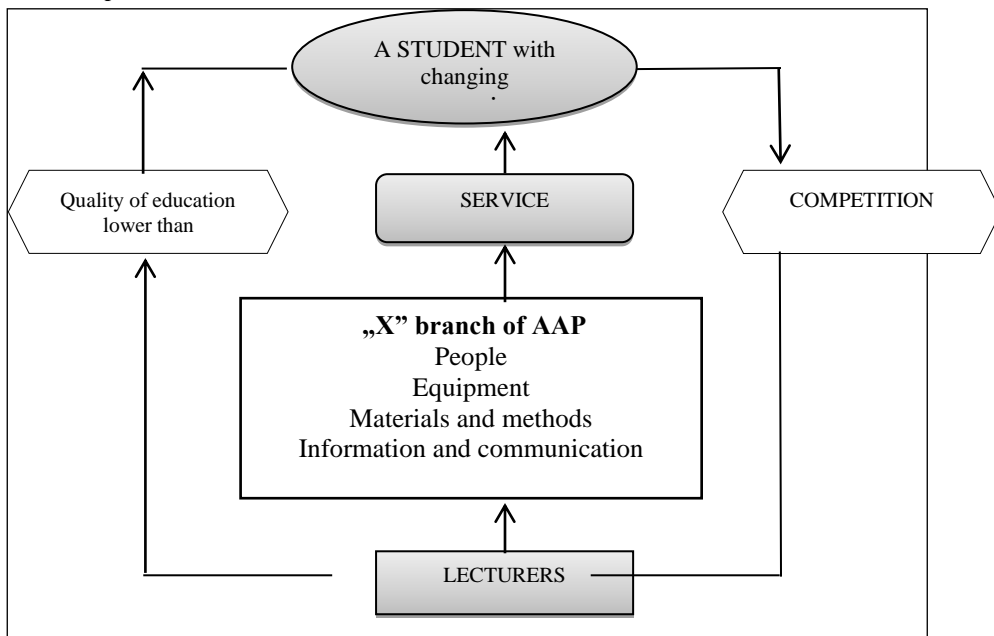 A STUDENT with
changing
Quality of education
lower than
SERVICE
COMPETITION
„X” branch of AAP
People
Equipment
Materials and methods
Information and communication
LECTURERS